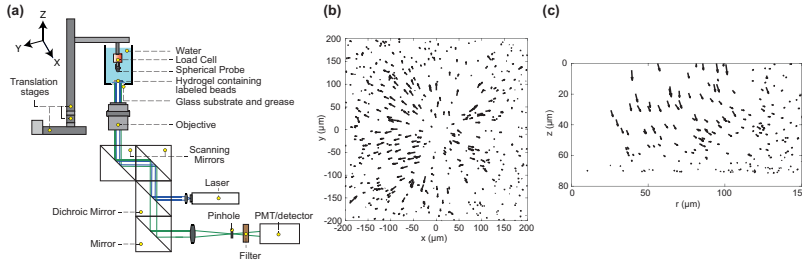 (a)
Z
Y
X
Water
Load Cell
Spherical Probe
Hydrogel containing
labeled beads
Glass substrate and grease
Translation
stages
Objective
Scanning
Mirrors
Laser
Dichroic Mirror
Pinhole
PMT/detector
Mirror
Filter
(b)
200
150
100
50
0
-50
-100
-150
-200
y (µm)
-200 -150 -100 -50 0 50 100 150 200
x (µm)
(c)
0
20
40
60
80
z (µm)
0 50 100 150
r (µm)